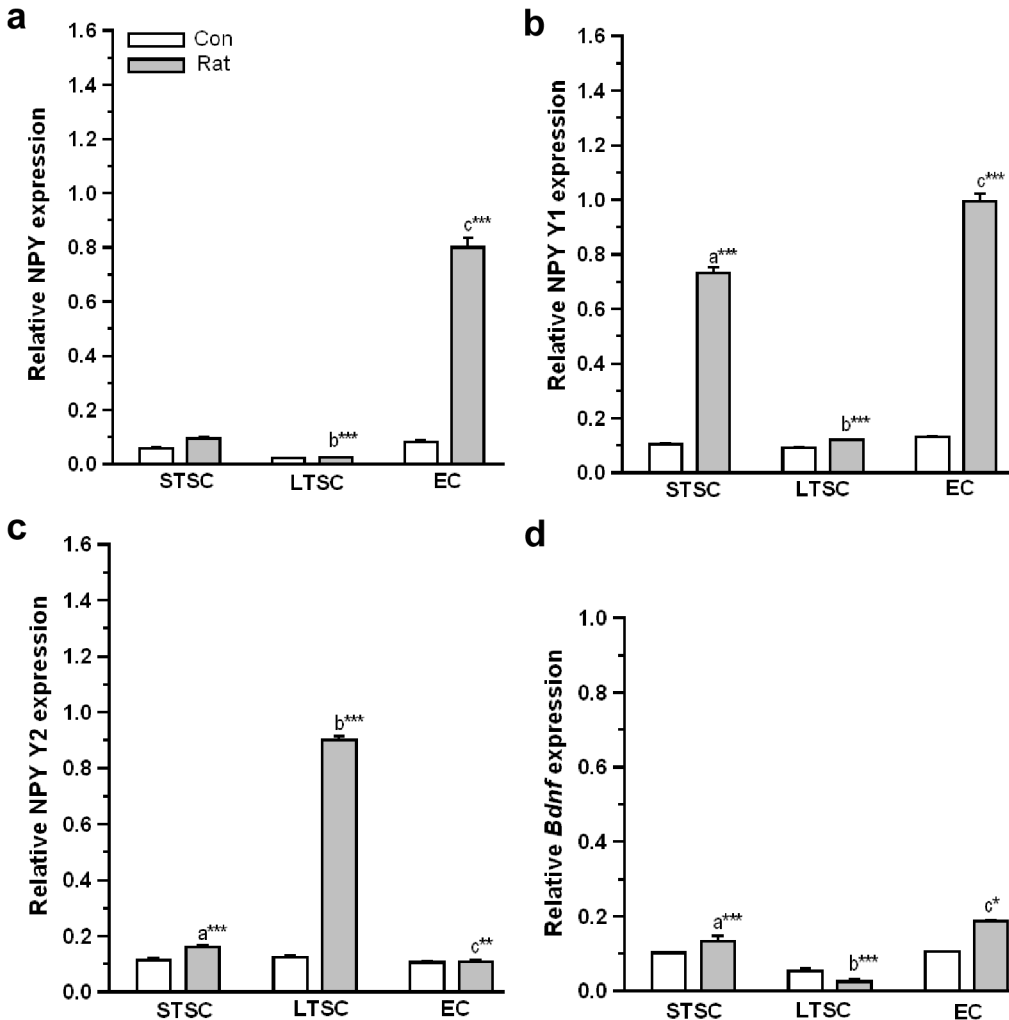 a
Con
Rat
Relative NPY expression
1.6
1.4
1.2
1.0
0.8
0.6
0.4
0.2
0.0
b***
c***
STSC LTSC EC
b
Relative NPY Y1 expression
1.6
1.4
1.2
1.0
0.8
0.6
0.4
0.2
0.0
a***
b***
c***
STSC LTSC EC
c
Relative NPY Y2 expression
1.6
1.4
1.2
1.0
0.8
0.6
0.4
0.2
0.0
a***
b***
c**
STSC LTSC EC
d
Relative Bdnf expression
1.0
0.8
0.6
0.4
0.2
0.0
a***
b***
c*
STSC LTSC EC